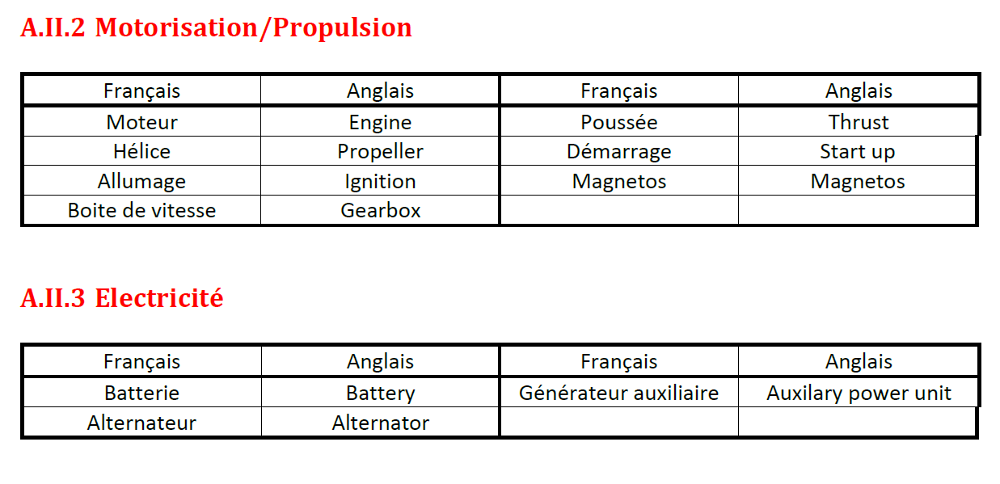 A.II.2 Motorisation/Propulsion
Français Anglais Français Anglais
Moteur Engine Poussée Thrust
Hélice Propeller Démarrage Start up
Allumage Ignition Magnetos Magnetos
Boite de vitesse Gearbox
A.II.3 Electricité
Français Anglais Français Anglais
Batterie Battery Générateur auxiliaire Auxilary power unit
Alternateur Alternator